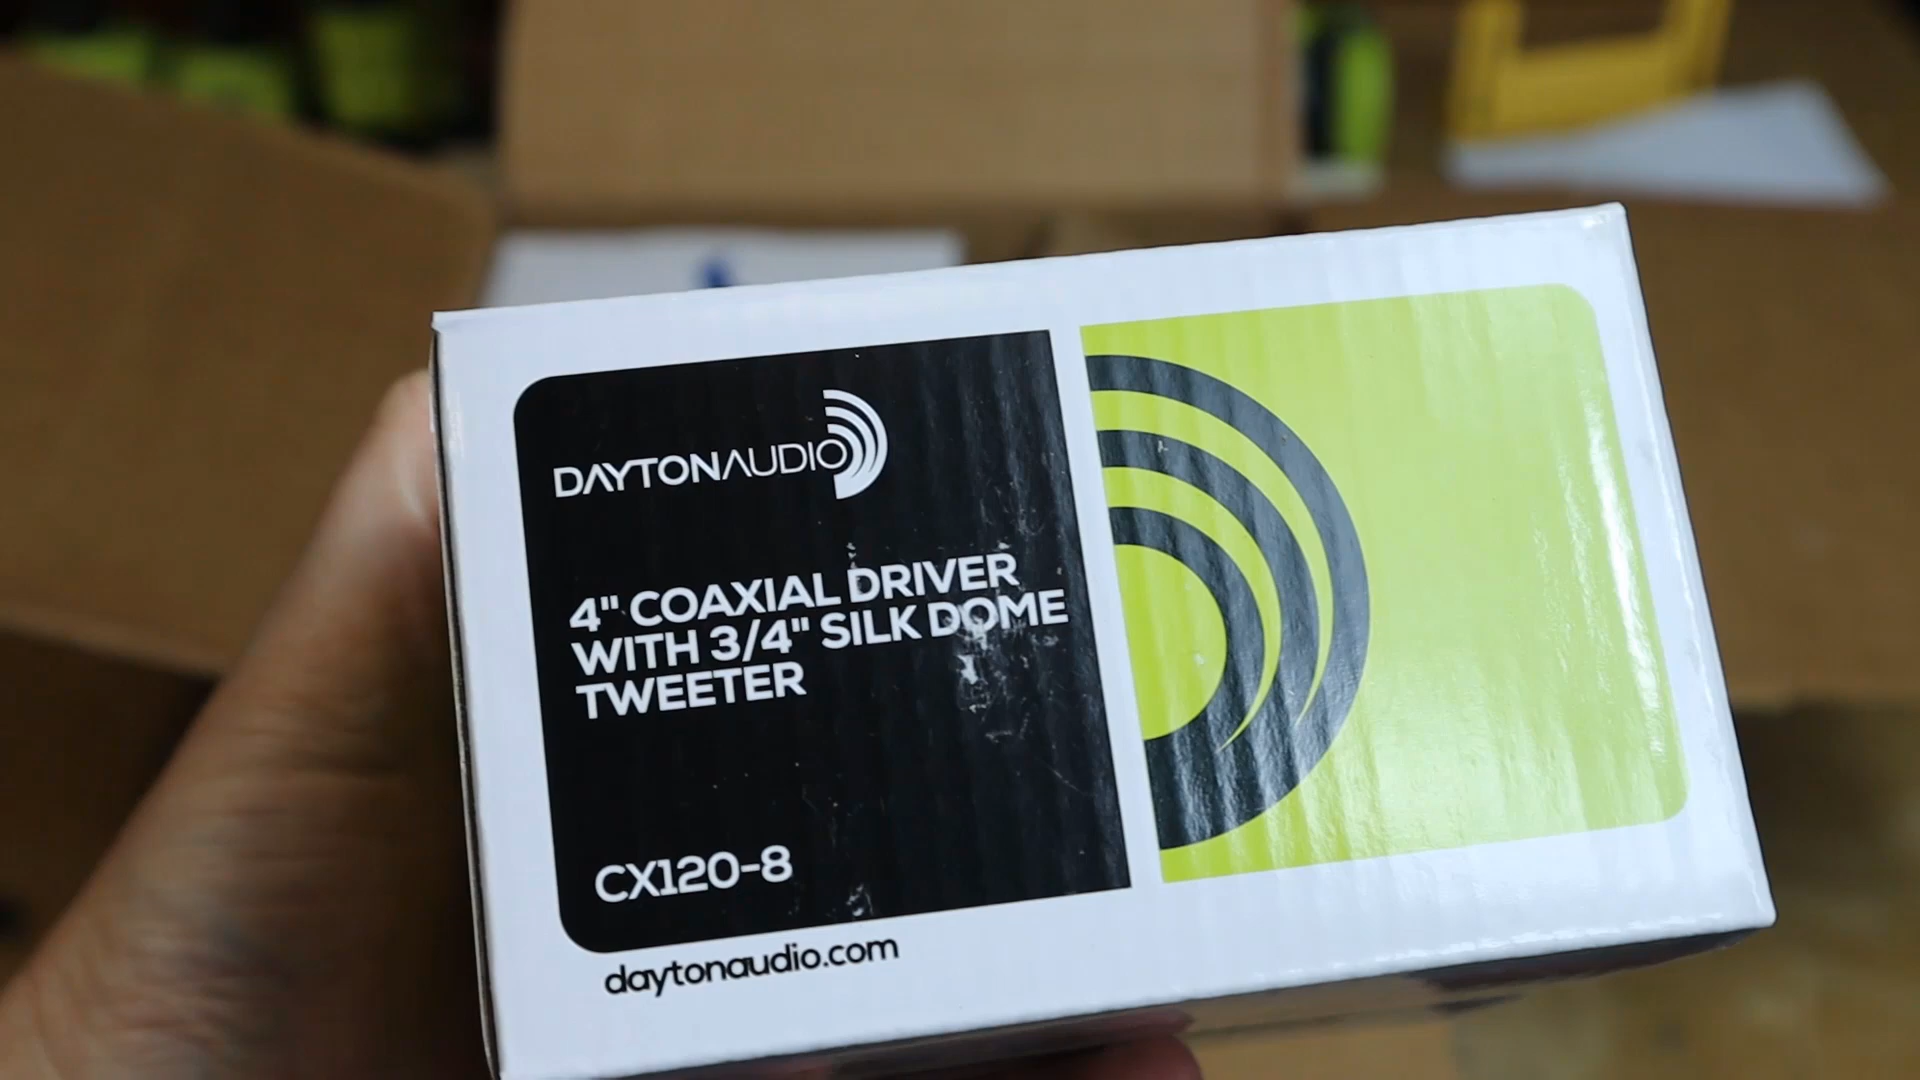 DAYTONAUDIO
4" COAXIAL DRIVER
WITH 3/4" SILK DOME
TWEETER
CX120-8
daytonaudio.com